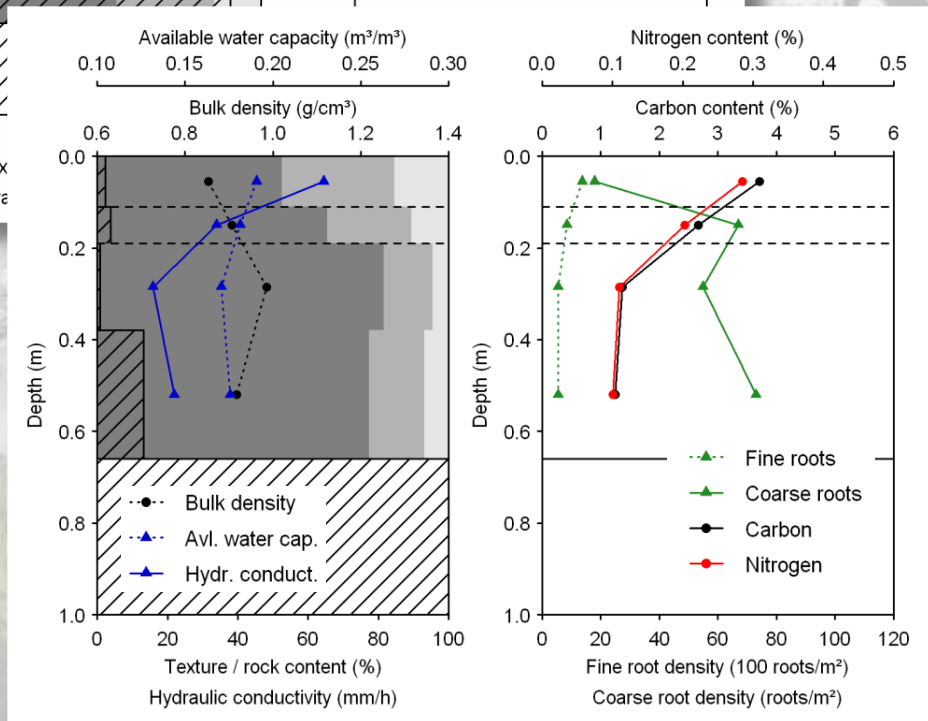 x
Available water capacity (m³/m³)
0.10 0.15 0.20 0.25 0.30
Bulk density (g/cm³)
0.6 0.8 1.0 1.2 1.4
0.0
0.2
0.4
0.6
0.8
1.0
Depth (m)
Bulk density
Avl. water cap.
Hydr. conduct.
0 20 40 60 80 100
Texture / rock content (%)
Hydraulic conductivity (mm/h)
Nitrogen content (%)
0.0 0.1 0.2 0.3 0.4 0.5
Carbon content (%)
0 1 2 3 4 5 6
0.0
0.2
0.4
0.6
0.8
1.0
Depth (m)
Fine roots
Coarse roots
Carbon
Nitrogen
0 20 40 60 80 100 120
Fine root density (100 roots/m²)
Coarse root density (roots/m²)